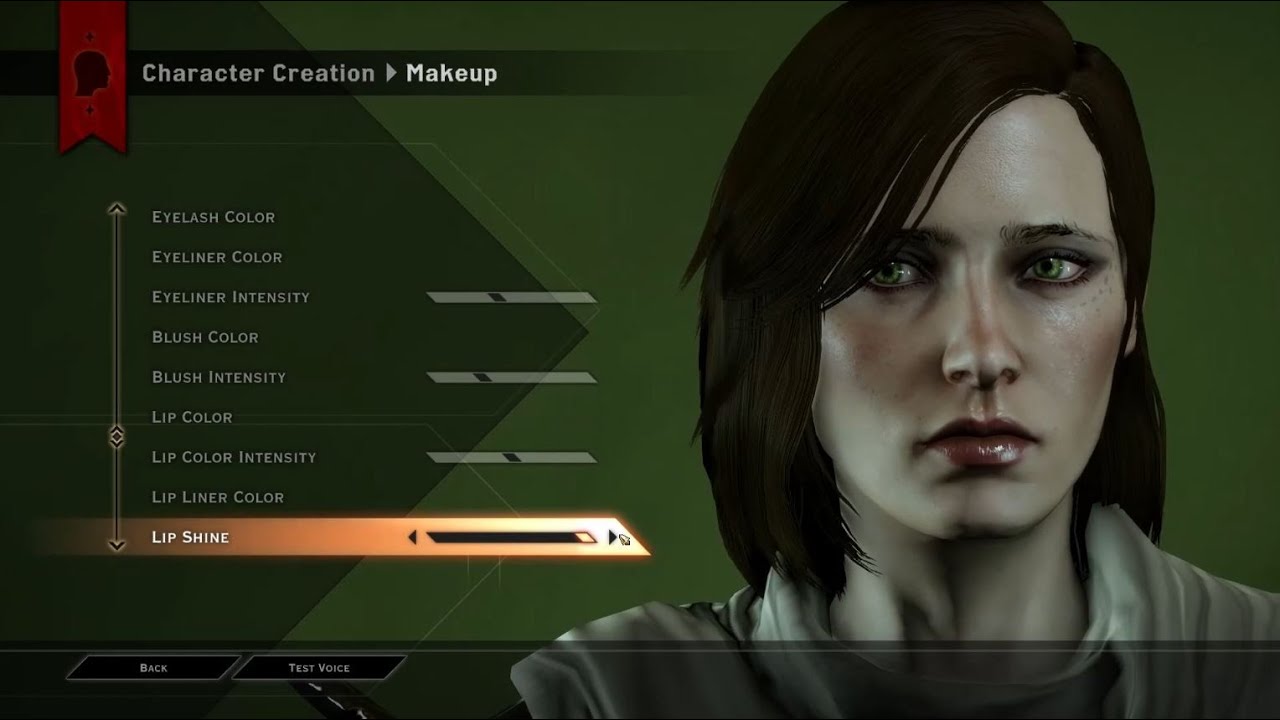 Character Creation Makeup
Eyelash Color
Eyeliner Color
Eyeliner Intensity
Blush Color
Blush Intensity
Lip Color
Lip Color Intensity
Lip Liner Color
Lip Shine
Back Test Voice